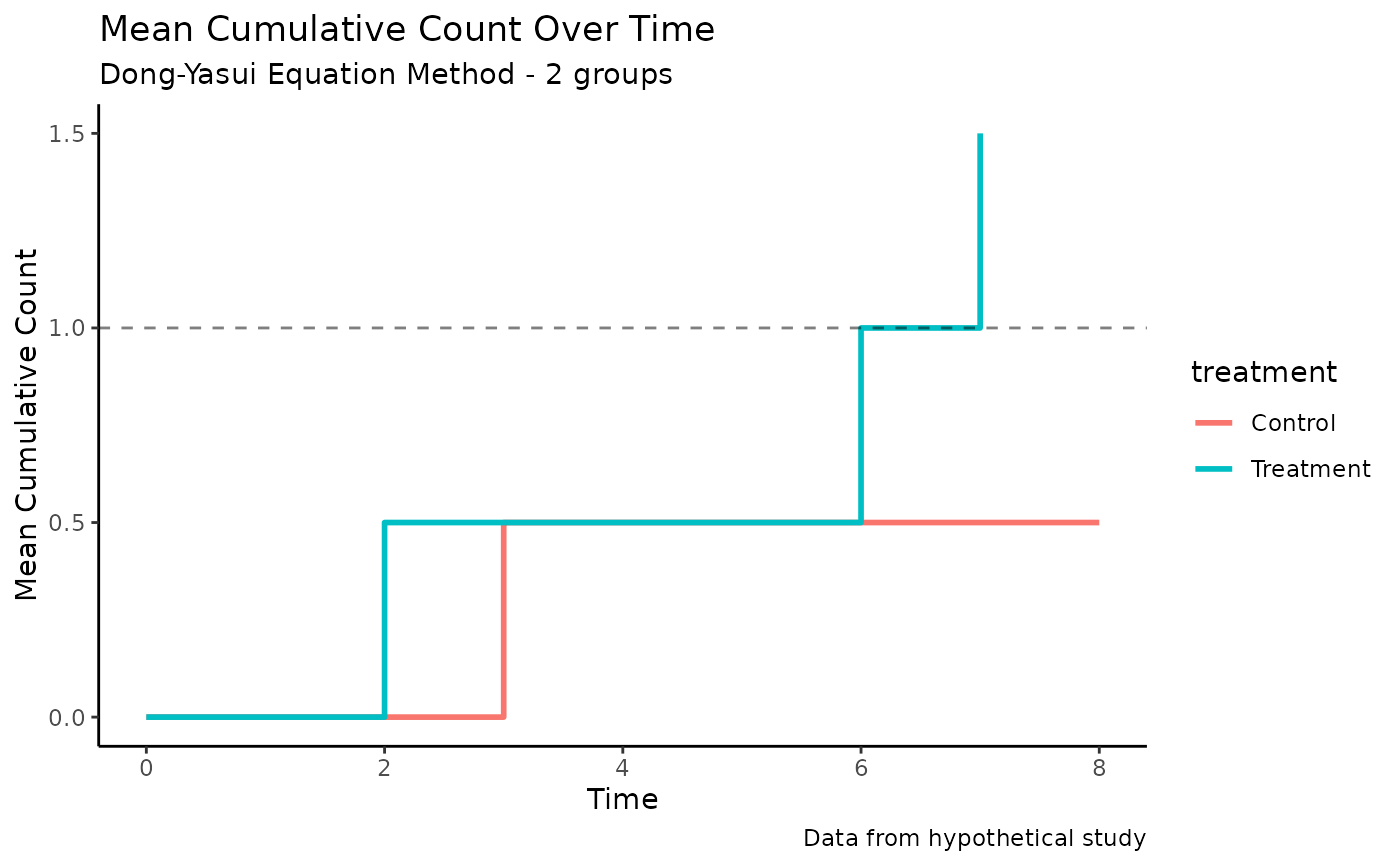 Mean Cumulative Count Over Time
Dong-Yasui Equation Method - 2 groups
Mean Cumulative Count
1.5
1.0
0.5
0.0
0 2 4 6 8
Time
treatment
Control
Treatment
Data from hypothetical study